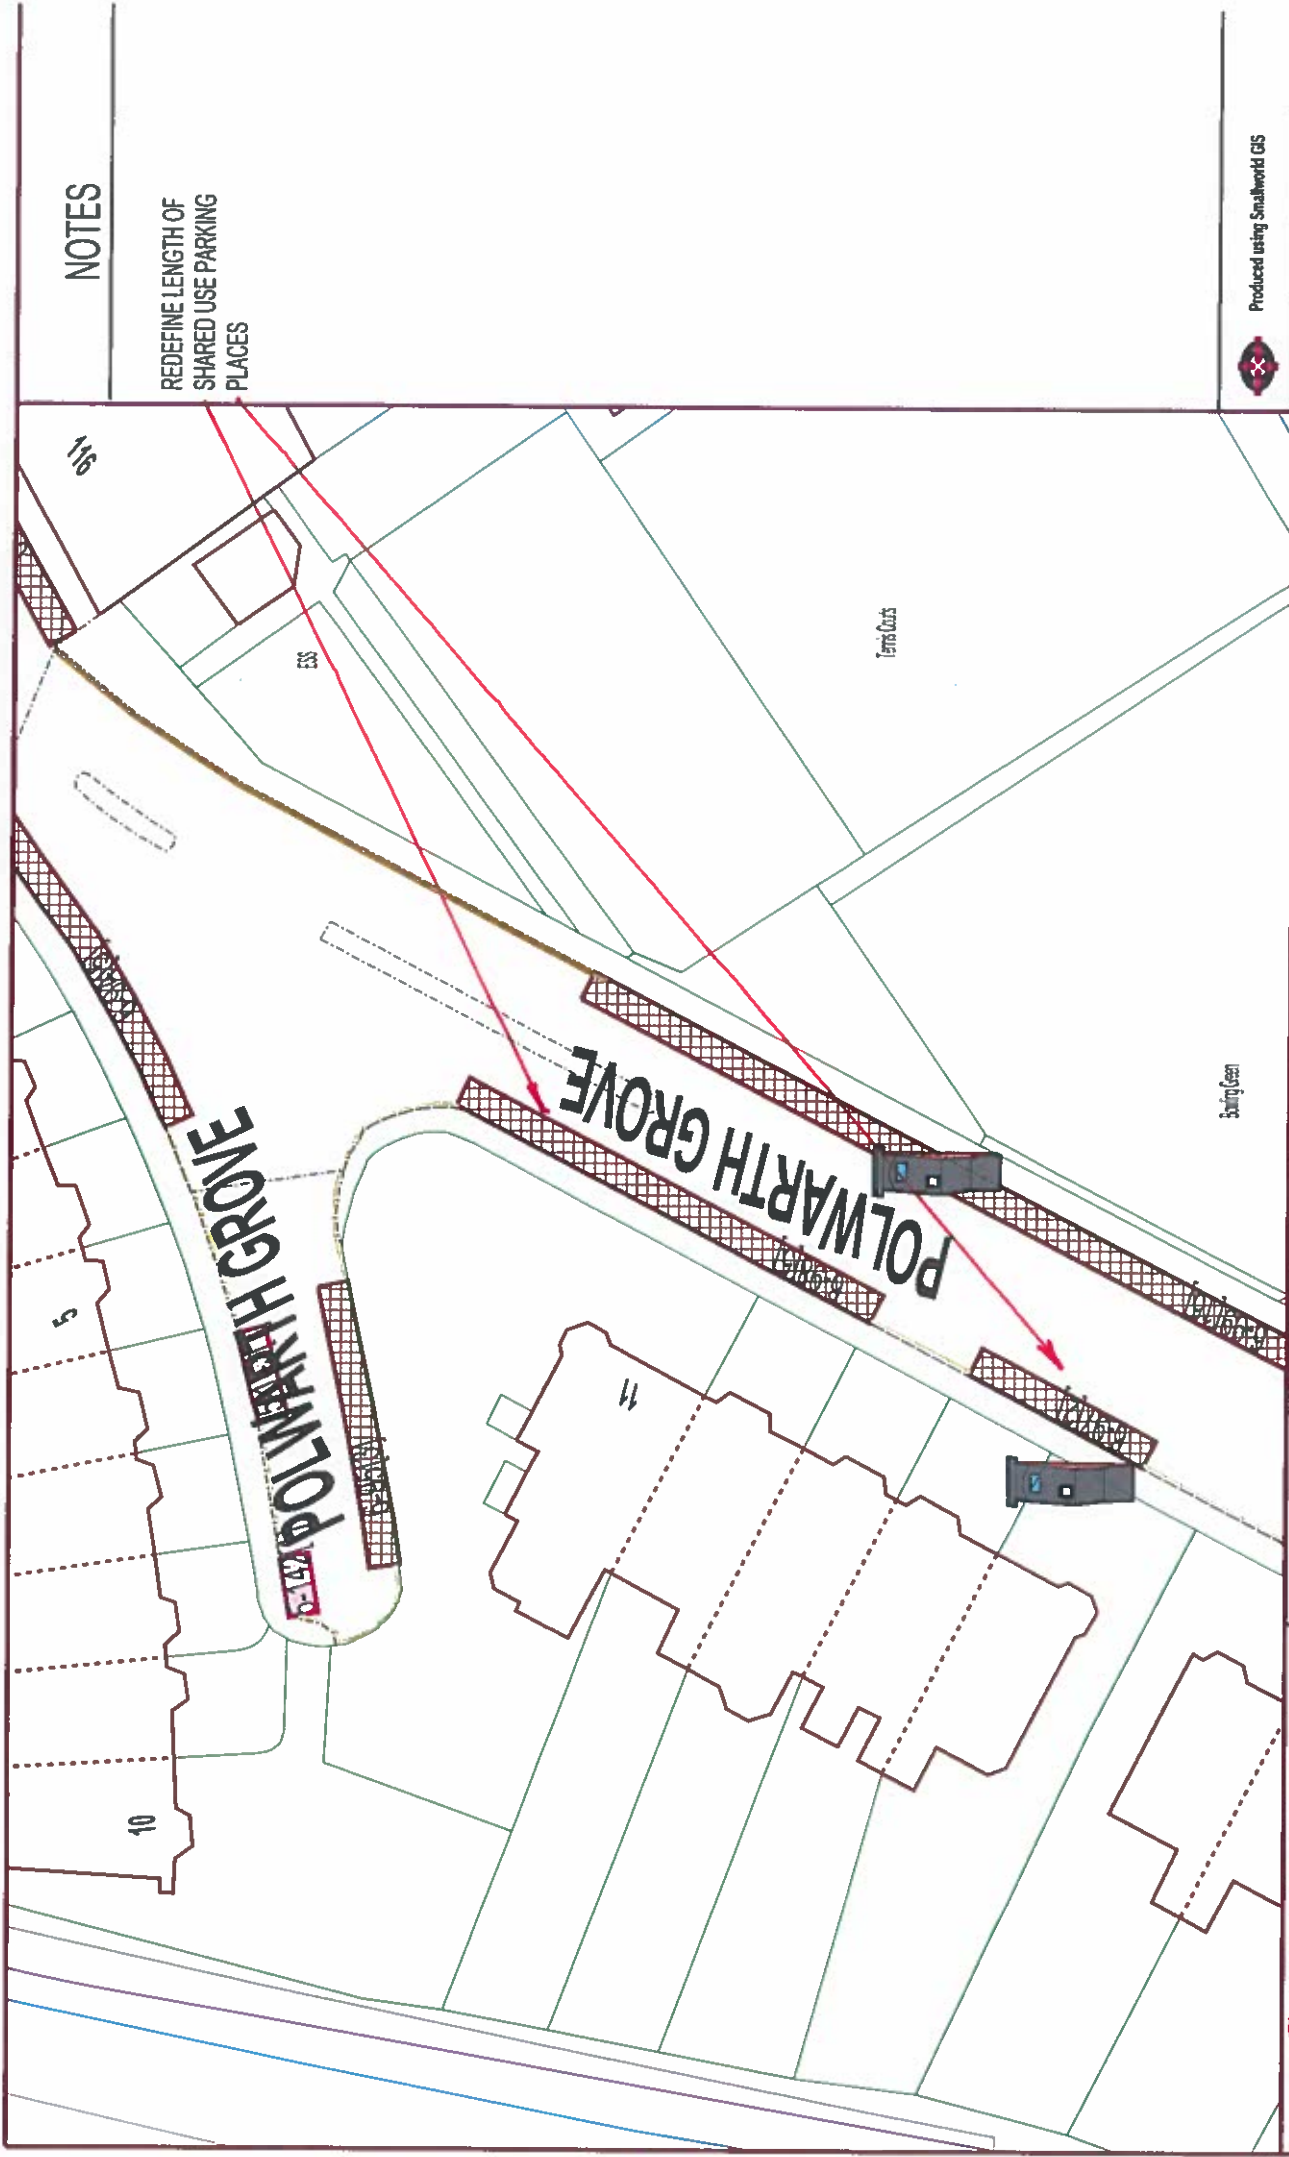 NOTES
REDEFINE LENGTH OF
SHARED USE PARKING
PLACES
116
ESS
Tennis Courts
Bowling Green
POLWARTH GROVE
POLWARTH GROVE
5
10
11
Produced using Smallworld GIS